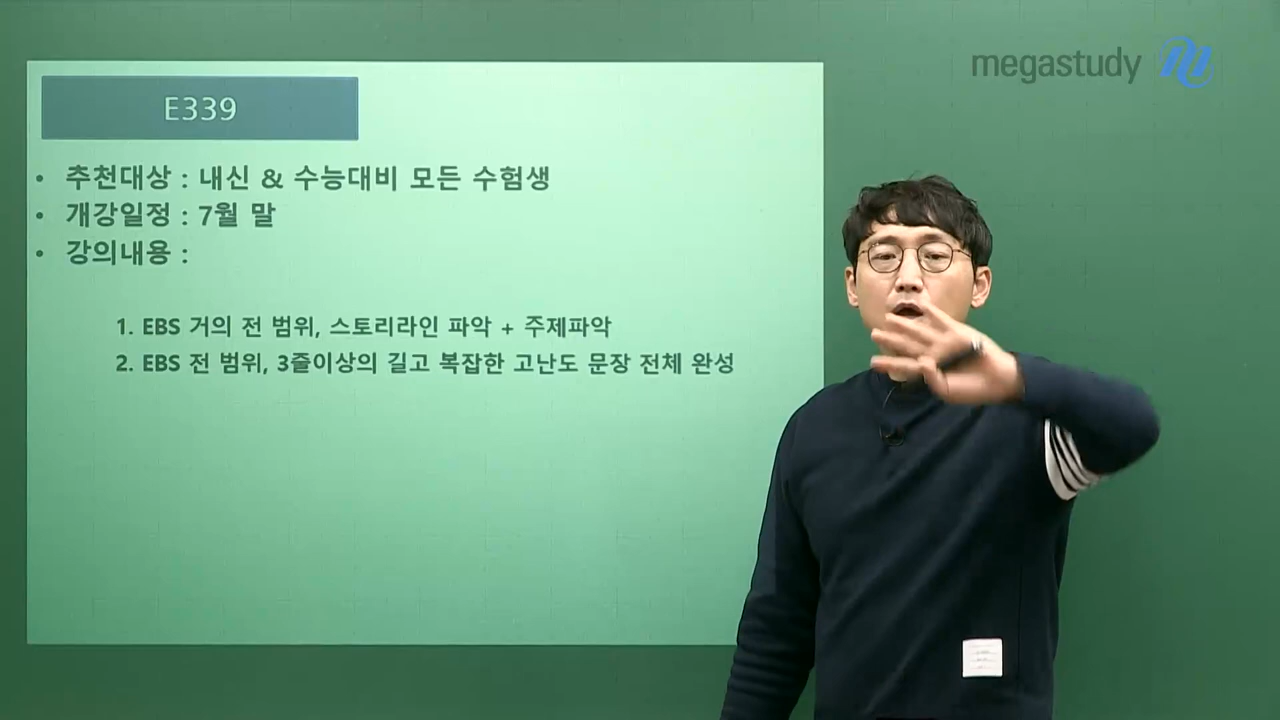 megastudy
E339
• 추천대상 : 내신 & 수능대비 모든 수험생
• 개강일정 : 7월 말
• 강의내용 :
1. EBS 거의 전 범위, 스토리라인 파악 + 주제파악
2. EBS 전 범위, 3줄이상의 길고 복잡한 고난도 문장 전체 완성